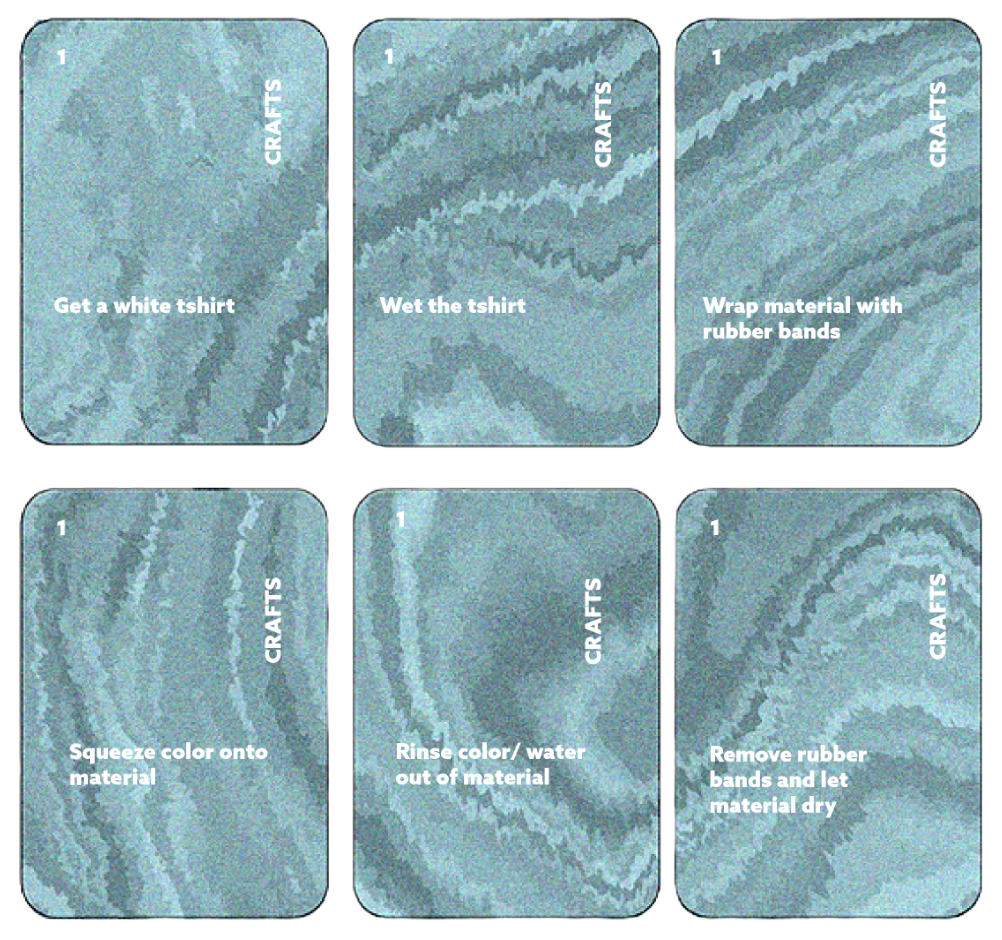 1
CRAFTS
Get a white tshirt
1
CRAFTS
Wet the tshirt
1
CRAFTS
Wrap material with
rubber bands
1
CRAFTS
Squeeze color onto
material
1
CRAFTS
Rinse color/ water
out of material
1
CRAFTS
Remove rubber
bands and let
material dry